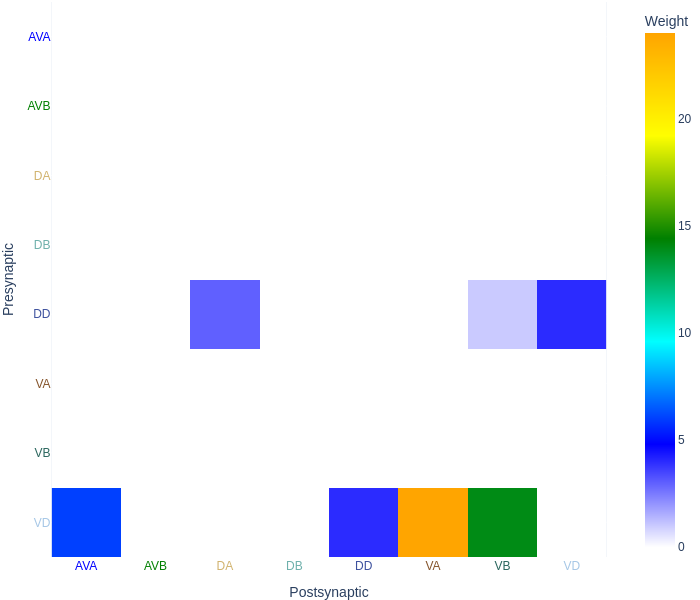 Weight
AVA
AVB
DA
DB
DD
VA
VB
VD
Presynaptic
AVA AVB DA DB DD VA VB VD
Postsynaptic
20
15
10
5
0